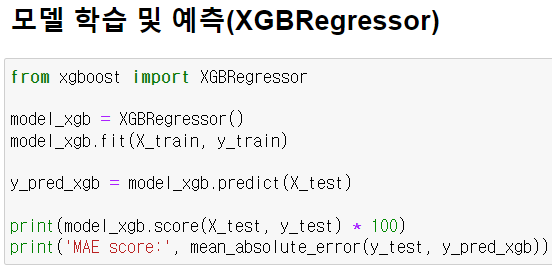 모델 학습 및 예측(XGBRegressor)
from xgboost import XGBRegressor
model_xgb = XGBRegressor()
model_xgb.fit(X_train, y_train)
y_pred_xgb = model_xgb.predict(X_test)
print(model_xgb.score(X_test, y_test) * 100)
print('MAE score:', mean_absolute_error(y_test, y_pred_xgb))